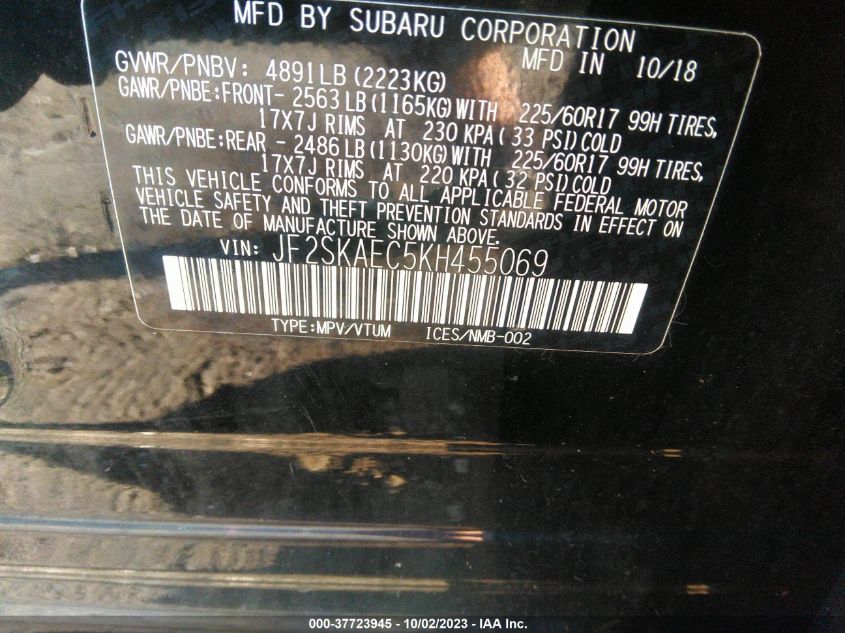 MFD BY SUBARU CORPORATION
MFD IN 10/18
GVWR/PNBV: 4891LB(2223KG)
GAWR/PNBE:FRONT- 2563LB(1165KG)WITH 225/60R17 99H TIRES,
17X7J RIMS AT 230 KPA(33 PSI)COLD
GAWR/PNBE:REAR - 2486LB(1130KG)WITH 225/60R17 99H TIRES,
17X7J RIMS AT 220 KPA(32 PSI)COLD
THIS VEHICLE CONFORMS TO ALL APPLICABLE FEDERAL MOTOR
VEHICLE SAFETY AND THEFT PREVENTION STANDARDS IN EFFECT ON
THE DATE OF MANUFACTURE SHOWN ABOVE.
VIN: JF2SKAEC5KH455069
TYPE:MPV/VTUM ICES/NMB-002
000-37723945 - 10/02/2023 - IAA Inc.